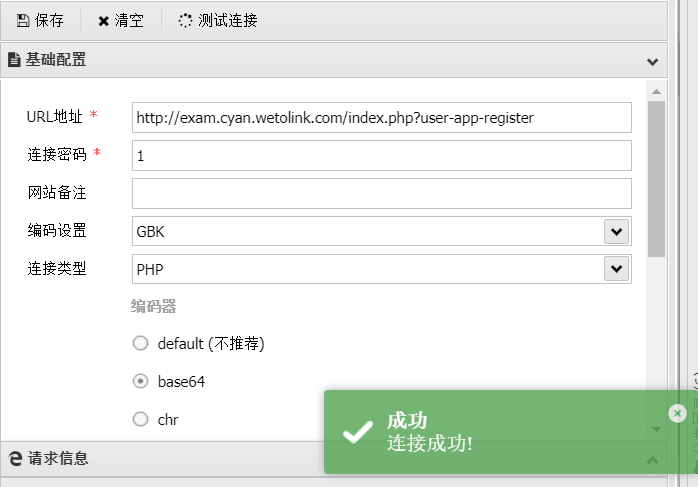 保存 清空 测试连接
基础配置
URL地址 * http://exam.cyan.wetolink.com/index.php?user-app-register
连接密码 * 1
网站备注
编码设置 GBK
连接类型 PHP
编码器
default (不推荐)
base64
chr
成功
连接成功!
请求信息